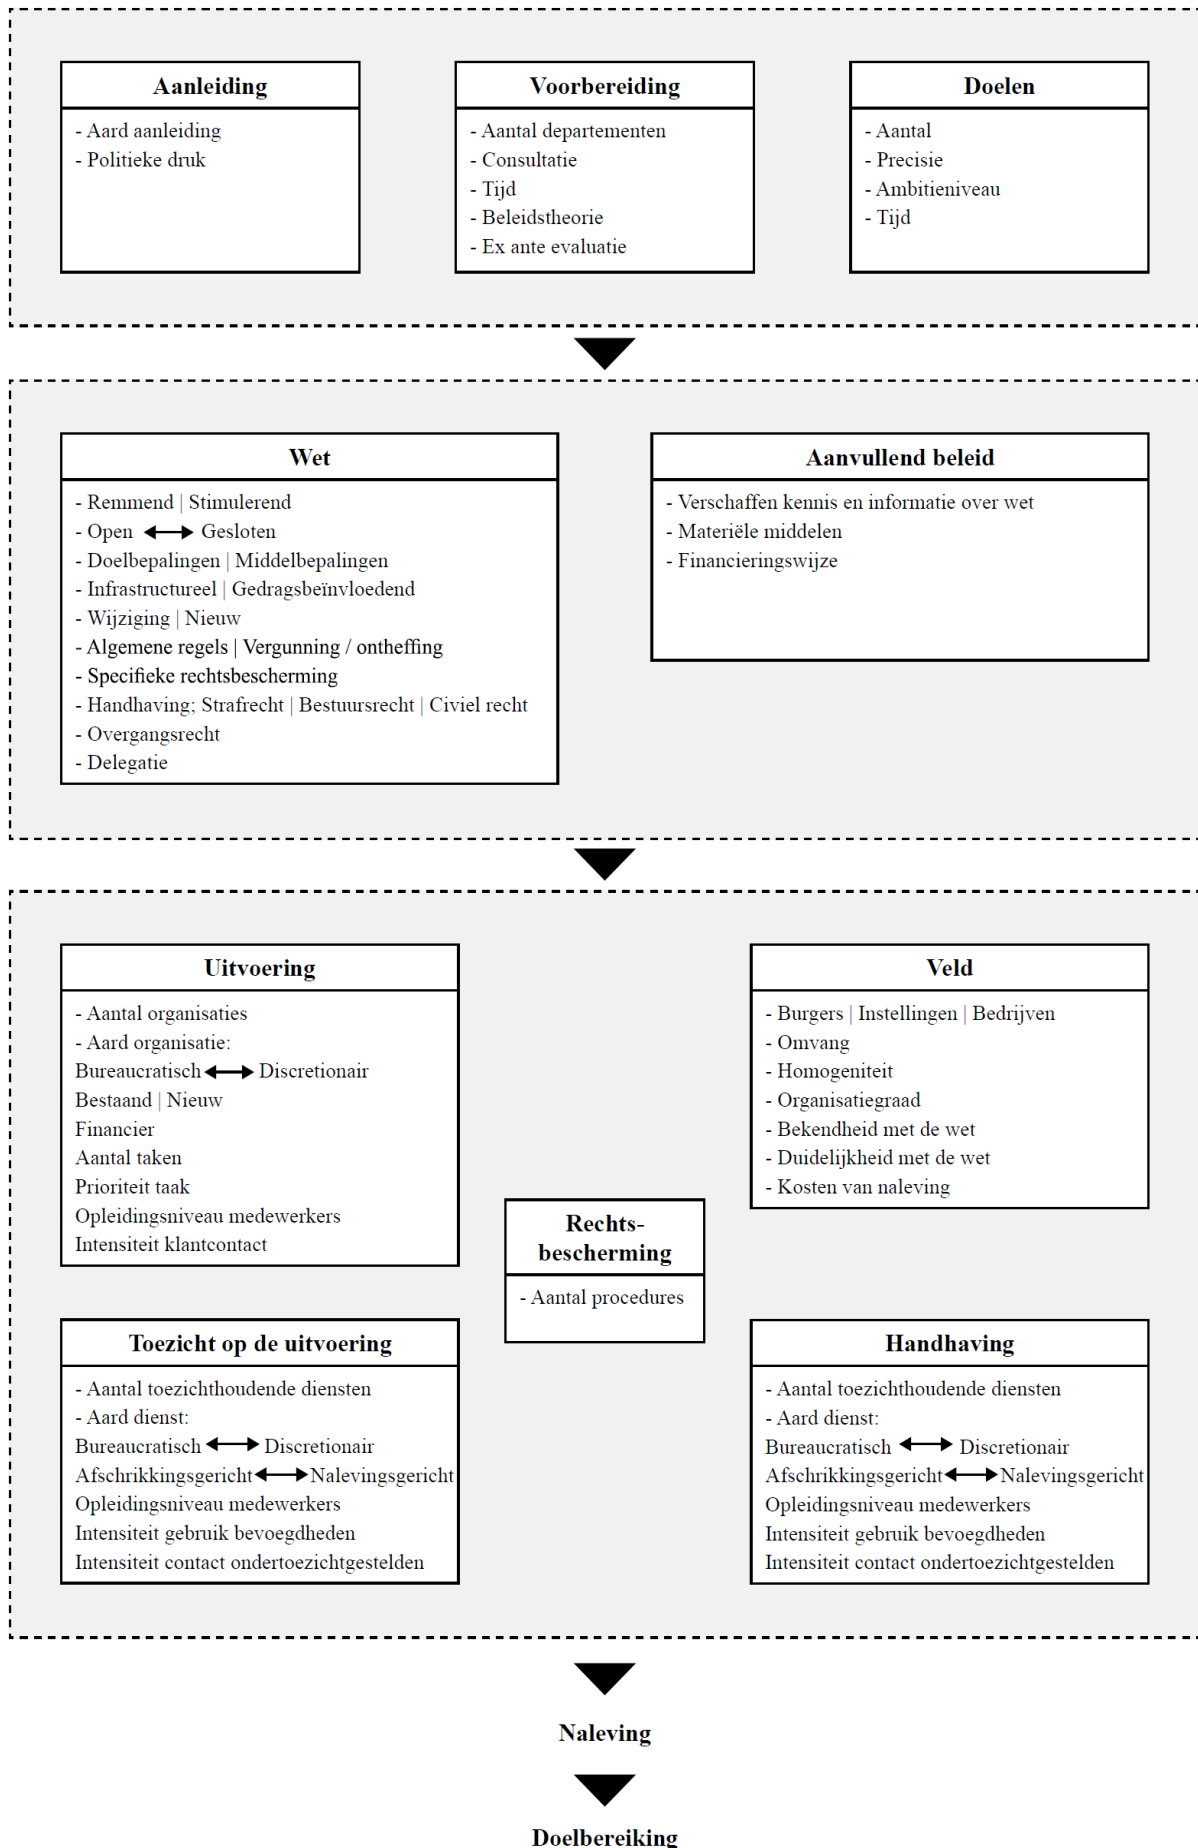 Aanleiding
- Aard aanleiding
- Politieke druk
Voorbereiding
- Aantal departementen
- Consultatie
- Tijd
- Beleidstheorie
- Ex ante evaluatie
Doelen
- Aantal
- Precisie
- Ambitieniveau
- Tijd
Wet
- Remmend | Stimulerend
- Open ⟷ Gesloten
- Doelbepalingen | Middelbepalingen
- Infrastructureel | Gedragsbeïnvloedend
- Wijziging | Nieuw
- Algemene regels | Vergunning / ontheffing
- Specifieke rechtsbescherming
- Handhaving; Strafrecht | Bestuursrecht | Civiel recht
- Overgangsrecht
- Delegatie
Aanvullend beleid
- Verschaffen kennis en informatie over wet
- Materiële middelen
- Financieringswijze
Uitvoering
- Aantal organisaties
- Aard organisatie:
Bureaucratisch ⟷ Discretionair
Bestaand | Nieuw
Financier
Aantal taken
Prioriteit taak
Opleidingsniveau medewerkers
Intensiteit klantcontact
Veld
- Burgers | Instellingen | Bedrijven
- Omvang
- Homogeniteit
- Organisatiegraad
- Bekendheid met de wet
- Duidelijkheid met de wet
- Kosten van naleving
Rechts-
bescherming
- Aantal procedures
Toezicht op de uitvoering
- Aantal toezichthoudende diensten
- Aard dienst:
Bureaucratisch ⟷ Discretionair
Afschrikkingsgericht ⟷ Nalevingsgericht
Opleidingsniveau medewerkers
Intensiteit gebruik bevoegdheden
Intensiteit contact ondertoezichtgestelden
Handhaving
- Aantal toezichthoudende diensten
- Aard dienst:
Bureaucratisch ⟷ Discretionair
Afschrikkingsgericht ⟷ Nalevingsgericht
Opleidingsniveau medewerkers
Intensiteit gebruik bevoegdheden
Intensiteit contact ondertoezichtgestelden
Naleving
Doelbereiking